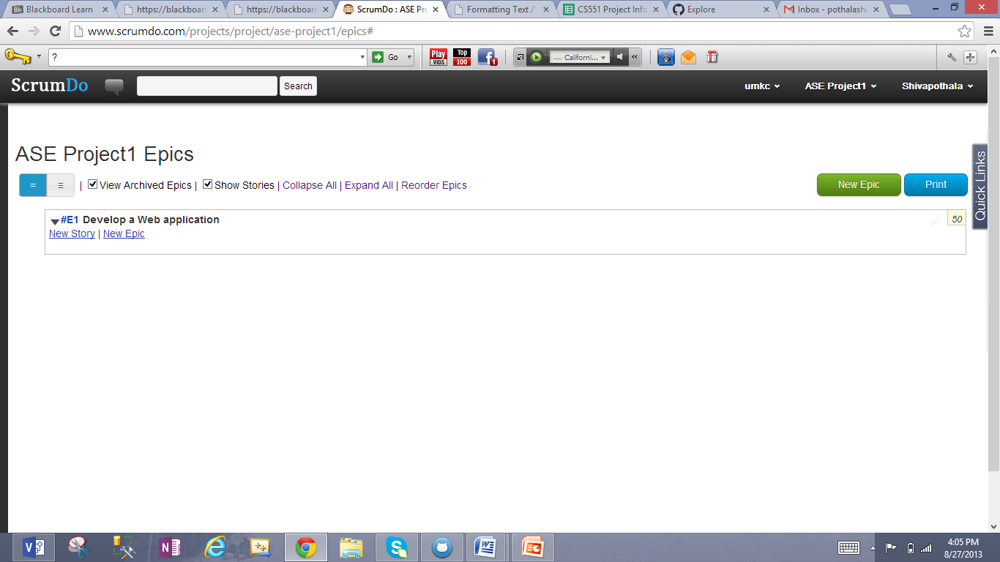 Blackboard Learn
https://blackboard
https://blackboard
ScrumDo : ASE Pr
Formatting Text /
CS551 Project Info
Explore
Inbox - pothalashi
www.scrumdo.com/projects/project/ase-project1/epics#
? Go Play VIDS Top 100 1 ..... Californi...
ScrumDo Search umkc ASE Project1 Shivapothala
ASE Project1 Epics
= ≡ | View Archived Epics | Show Stories | Collapse All | Expand All | Reorder Epics New Epic Print
Quick Links
#E1 Develop a Web application 50
New Story | New Epic
4:05 PM
8/27/2013